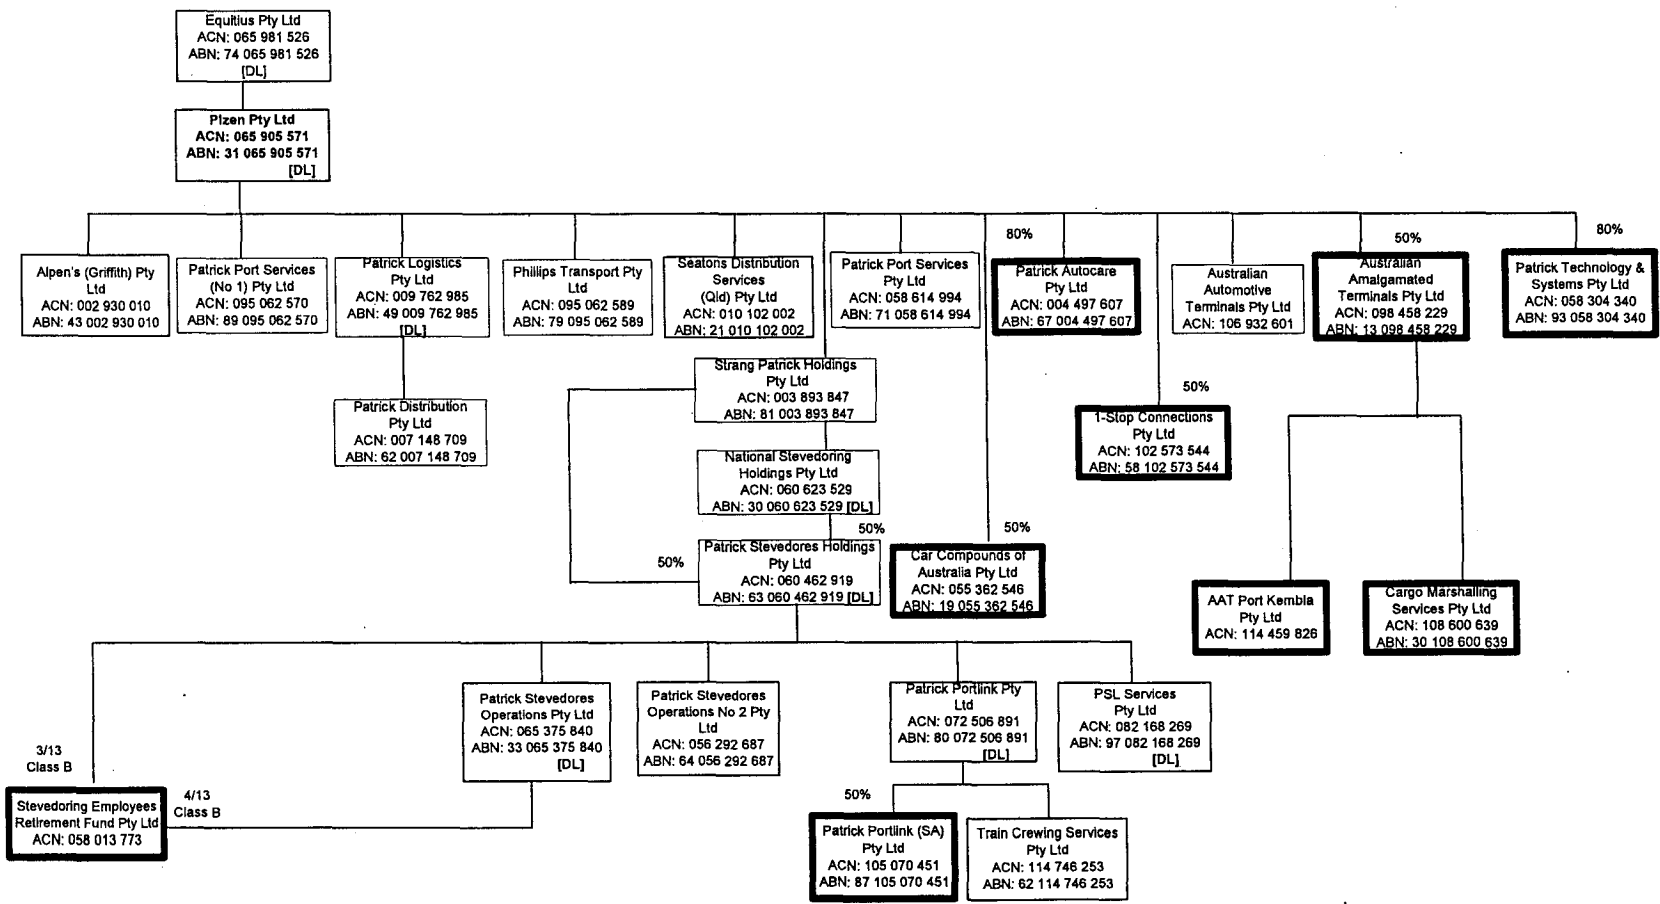 Equitius Pty Ltd
ACN: 065 981 526
ABN: 74 065 981 526
[DL]
Plzen Pty Ltd
ACN: 065 905 571
ABN: 31 065 905 571
[DL]
Alpen's (Griffith) Pty
Ltd
ACN: 002 930 010
ABN: 43 002 930 010
Patrick Port Services
(No 1) Pty Ltd
ACN: 095 062 570
ABN: 89 095 062 570
Patrick Logistics
Pty Ltd
ACN: 009 762 985
ABN: 49 009 762 985
[DL]
Phillips Transport Pty
Ltd
ACN: 095 062 589
ABN: 79 095 062 589
Seatons Distribution
Services
(Qld) Pty Ltd
ACN: 010 102 002
ABN: 21 010 102 002
Patrick Port Services
Pty Ltd
ACN: 058 614 994
ABN: 71 058 614 994
80%
Patrick Autocare
Pty Ltd
ACN: 004 497 607
ABN: 67 004 497 607
Australian
Automotive
Terminals Pty Ltd
ACN: 106 932 601
50%
Australian
Amalgamated
Terminals Pty Ltd
ACN: 098 458 229
ABN: 13 098 458 229
80%
Patrick Technology &
Systems Pty Ltd
ACN: 058 304 340
ABN: 93 058 304 340
Patrick Distribution
Pty Ltd
ACN: 007 148 709
ABN: 62 007 148 709
Strang Patrick Holdings
Pty Ltd
ACN: 003 893 847
ABN: 81 003 893 847
National Stevedoring
Holdings Pty Ltd
ACN: 060 623 529
ABN: 30 060 623 529 [DL]
50%
50%
Patrick Stevedores Holdings
Pty Ltd
ACN: 060 462 919
ABN: 63 060 462 919 [DL]
50%
Car Compounds of
Australia Pty Ltd
ACN: 055 362 546
ABN: 19 055 362 546
50%
1-Stop Connections
Pty Ltd
ACN: 102 573 544
ABN: 58 102 573 544
AAT Port Kembla
Pty Ltd
ACN: 114 459 826
Cargo Marshalling
Services Pty Ltd
ACN: 108 600 639
ABN: 30 108 600 639
3/13
Class B
Stevedoring Employees
Retirement Fund Pty Ltd
ACN: 058 013 773
4/13
Class B
Patrick Stevedores
Operations Pty Ltd
ACN: 065 375 840
ABN: 33 065 375 840
[DL]
Patrick Stevedores
Operations No 2 Pty
Ltd
ACN: 056 292 687
ABN: 64 056 292 687
Patrick Portlink Pty
Ltd
ACN: 072 506 891
ABN: 80 072 506 891
[DL]
PSL Services
Pty Ltd
ACN: 082 168 269
ABN: 97 082 168 269
[DL]
50%
Patrick Portlink (SA)
Pty Ltd
ACN: 105 070 451
ABN: 87 105 070 451
Train Crewing Services
Pty Ltd
ACN: 114 746 253
ABN: 62 114 746 253